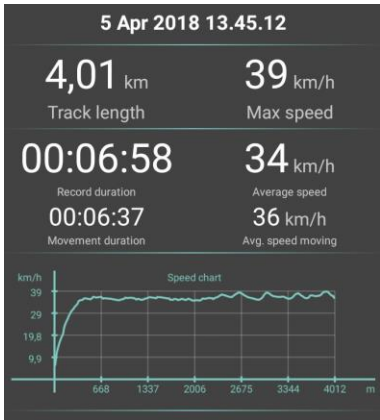 5 Apr 2018 13.45.12
4,01 km 39 km/h
Track length Max speed
00:06:58 34 km/h
Record duration Average speed
00:06:37 36 km/h
Movement duration Avg. speed moving
km/h Speed chart
39
29
19,8
9,9
668 1337 2006 2675 3344 4012 m